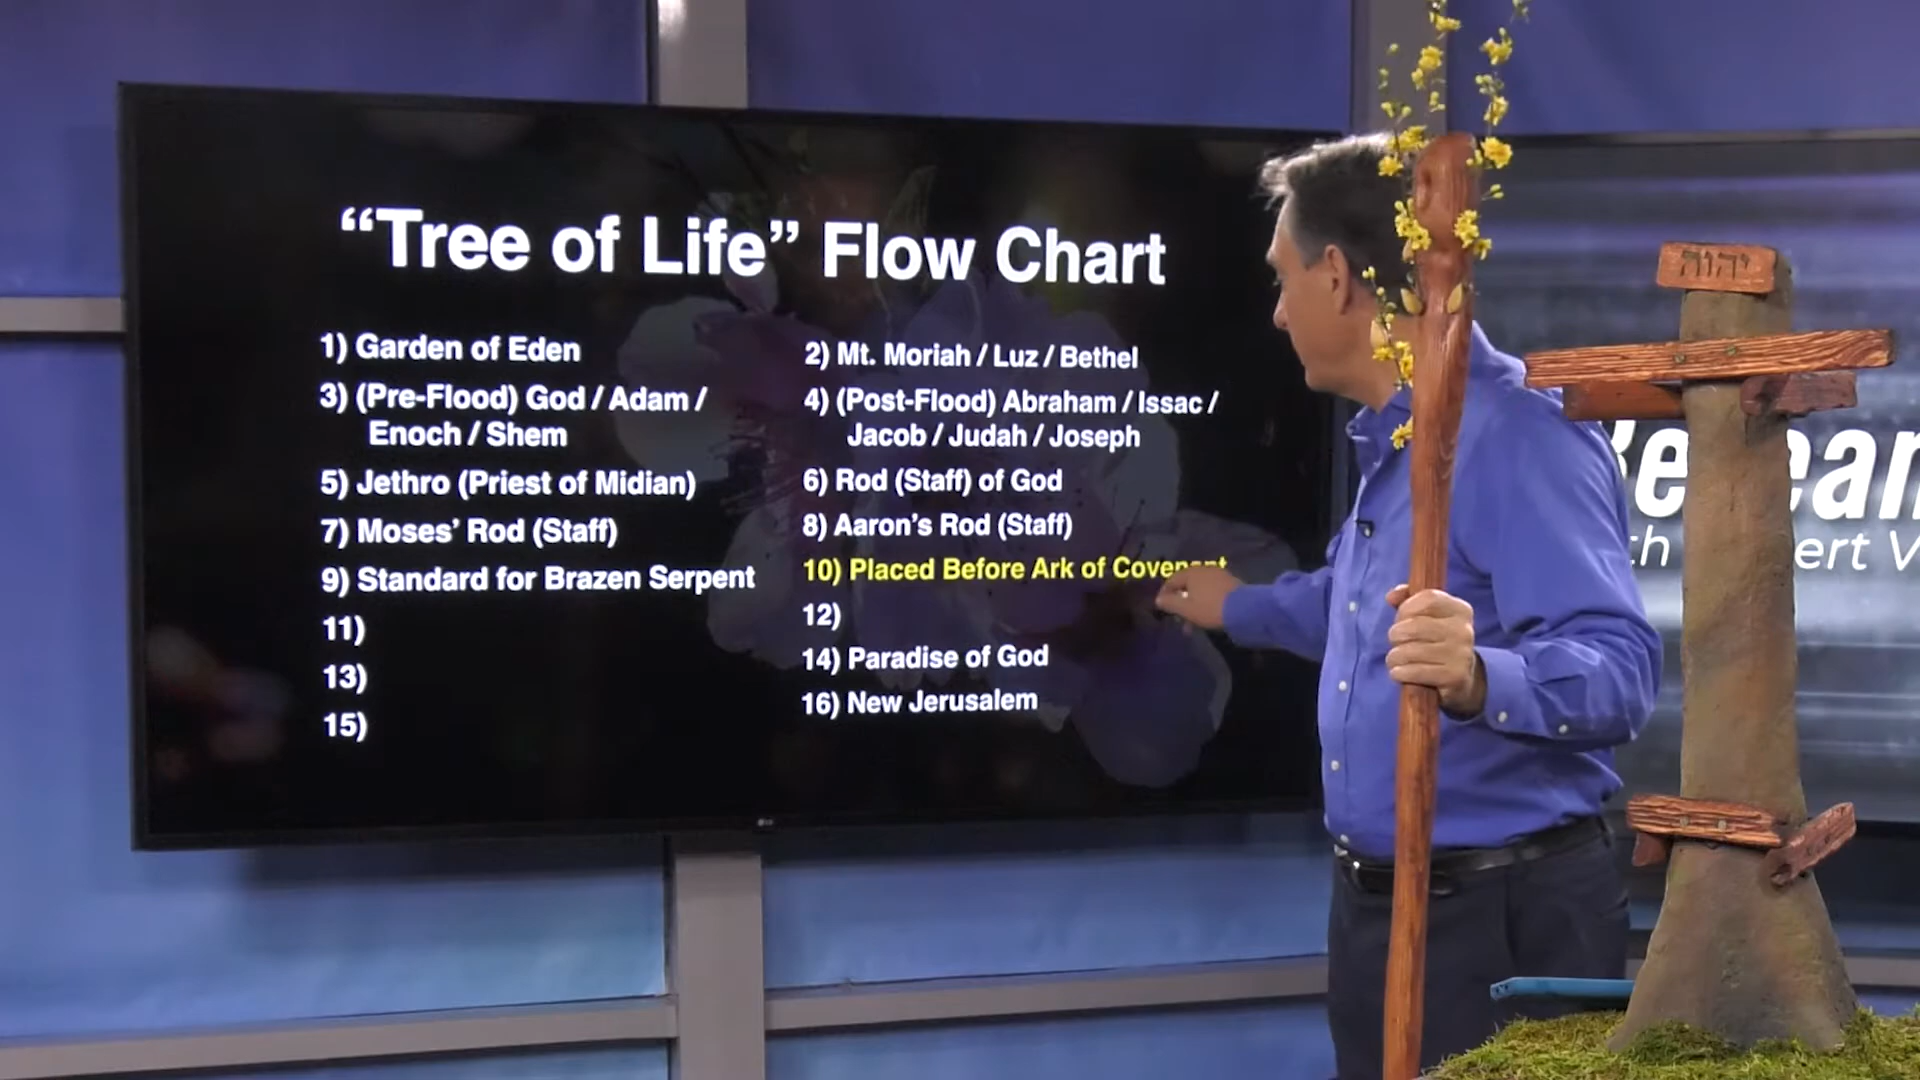 “Tree of Life” Flow Chart
1) Garden of Eden
2) Mt. Moriah / Luz / Bethel
3) (Pre-Flood) God / Adam /
Enoch / Shem
4) (Post-Flood) Abraham / Issac /
Jacob / Judah / Joseph
5) Jethro (Priest of Midian)
6) Rod (Staff) of God
7) Moses’ Rod (Staff)
8) Aaron’s Rod (Staff)
9) Standard for Brazen Serpent
10) Placed Before Ark of Covenant
11)
12)
13)
14) Paradise of God
15)
16) New Jerusalem
יהוה